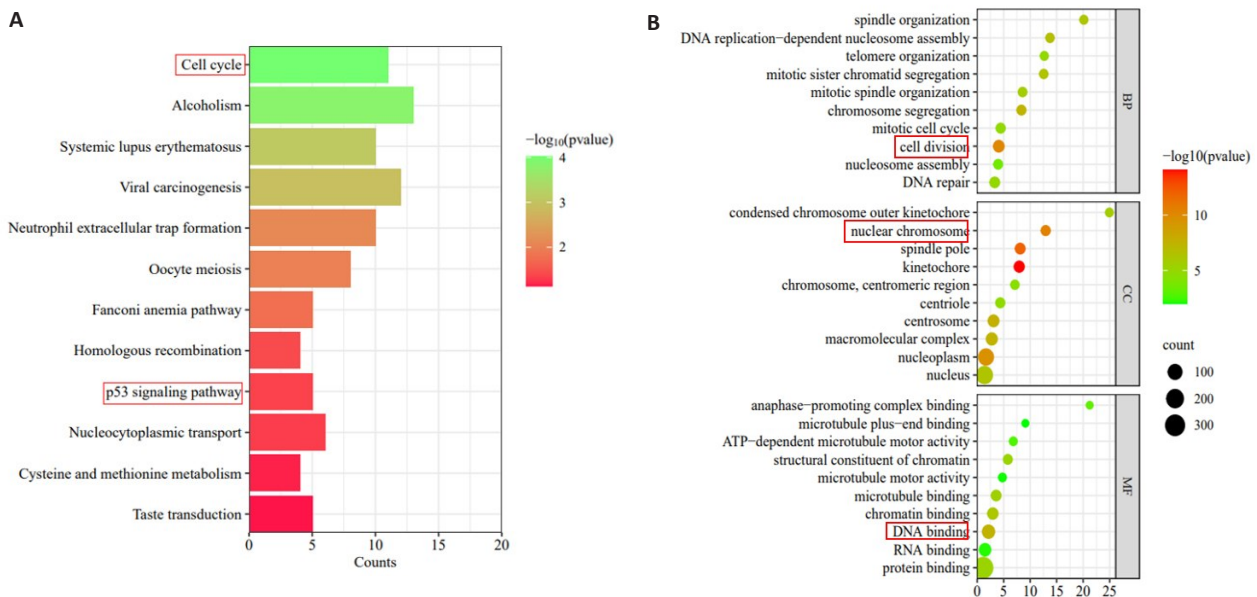 A
Cell cycle
Alcoholism
Systemic lupus erythematosus
Viral carcinogenesis
Neutrophil extracellular trap formation
Oocyte meiosis
Fanconi anemia pathway
Homologous recombination
p53 signaling pathway
Nucleocytoplasmic transport
Cysteine and methionine metabolism
Taste transduction
0 5 10 15 20
Counts
−log10(pvalue)
4
3
2
B
spindle organization
DNA replication−dependent nucleosome assembly
telomere organization
mitotic sister chromatid segregation
mitotic spindle organization
chromosome segregation
mitotic cell cycle
cell division
nucleosome assembly
DNA repair
BP
condensed chromosome outer kinetochore
nuclear chromosome
spindle pole
kinetochore
chromosome, centromeric region
centriole
centrosome
macromolecular complex
nucleoplasm
nucleus
CC
anaphase−promoting complex binding
microtubule plus−end binding
ATP−dependent microtubule motor activity
structural constituent of chromatin
microtubule motor activity
microtubule binding
chromatin binding
DNA binding
RNA binding
protein binding
MF
0 5 10 15 20 25
−log10(pvalue)
10
5
count
100
200
300